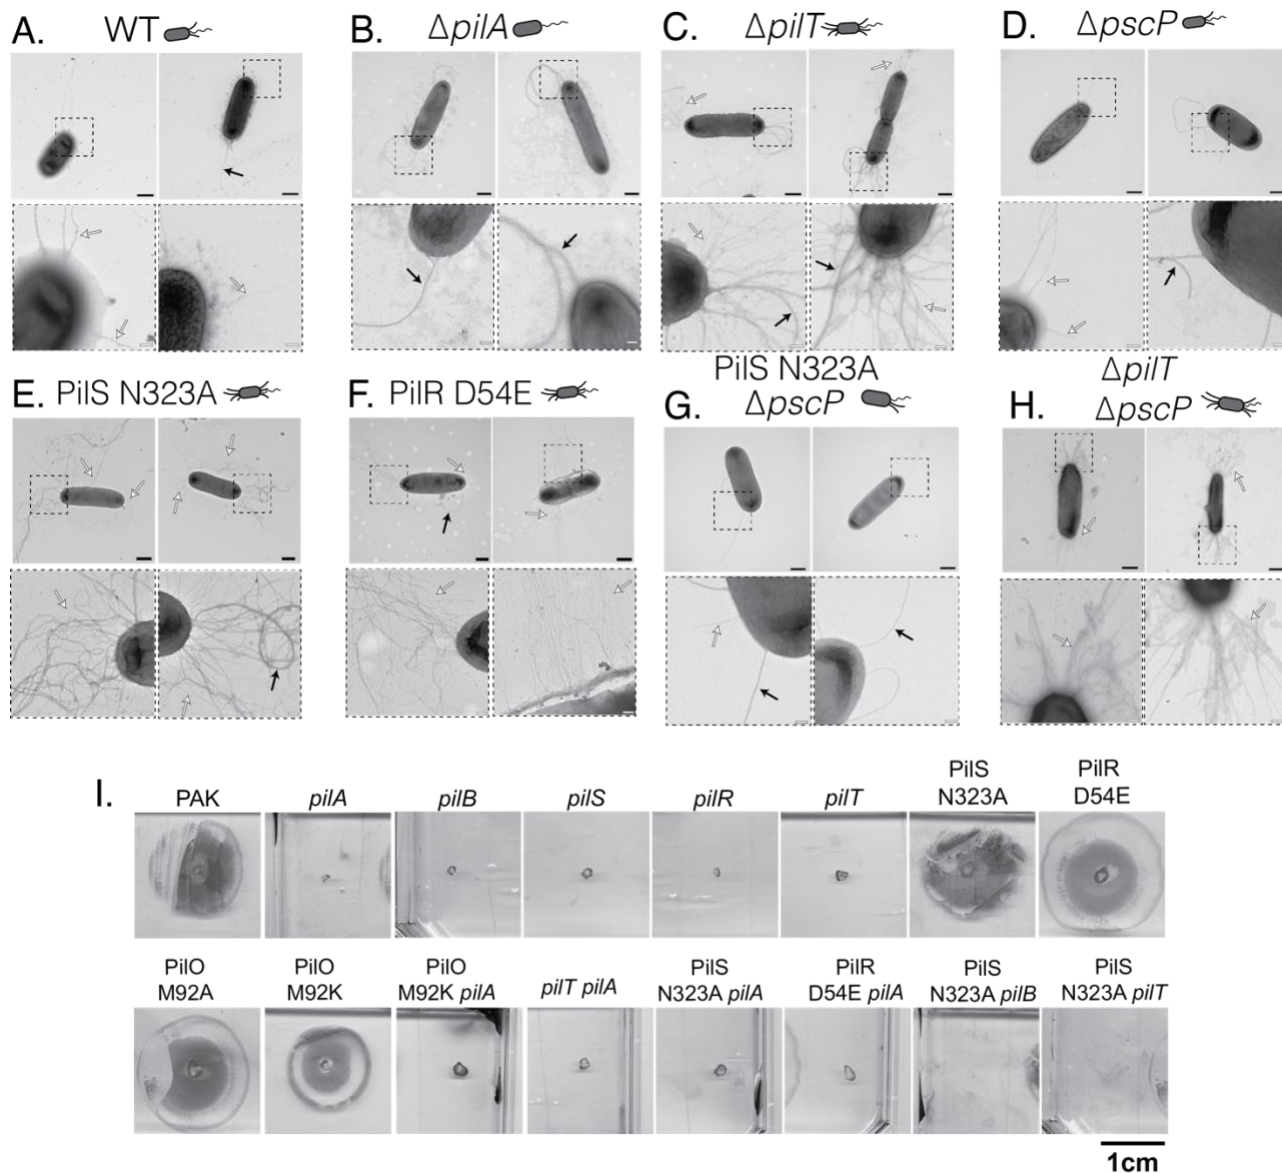 A. WT
B. ΔpilA
C. ΔpilT
D. ΔpscP
E. PilS N323A
F. PilR D54E
G. PilS N323A
ΔpscP
H. ΔpilT
ΔpscP
I.
PAK
pilA
pilB
pilS
pilR
pilT
PilS
N323A
PilR
D54E
PilO
M92A
PilO
M92K
PilO
M92K pilA
pilT pilA
PilS
N323A pilA
PilR
D54E pilA
PilS
N323A pilB
PilS
N323A pilT
1cm